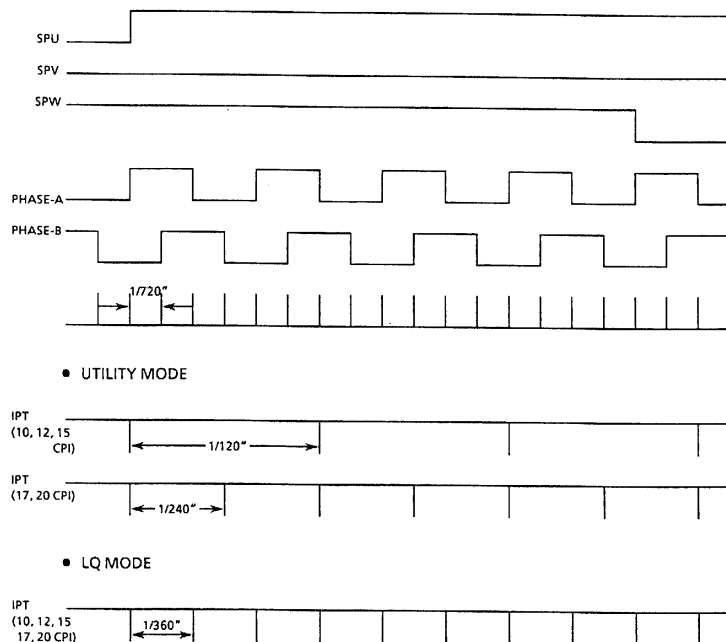 SPU
SPV
SPW
PHASE-A
PHASE-B
1/720"
• UTILITY MODE
IPT
(10, 12, 15
CPI)
1/120"
IPT
(17, 20 CPI)
1/240"
• LQ MODE
IPT
(10, 12, 15
17, 20 CPI)
1/360"